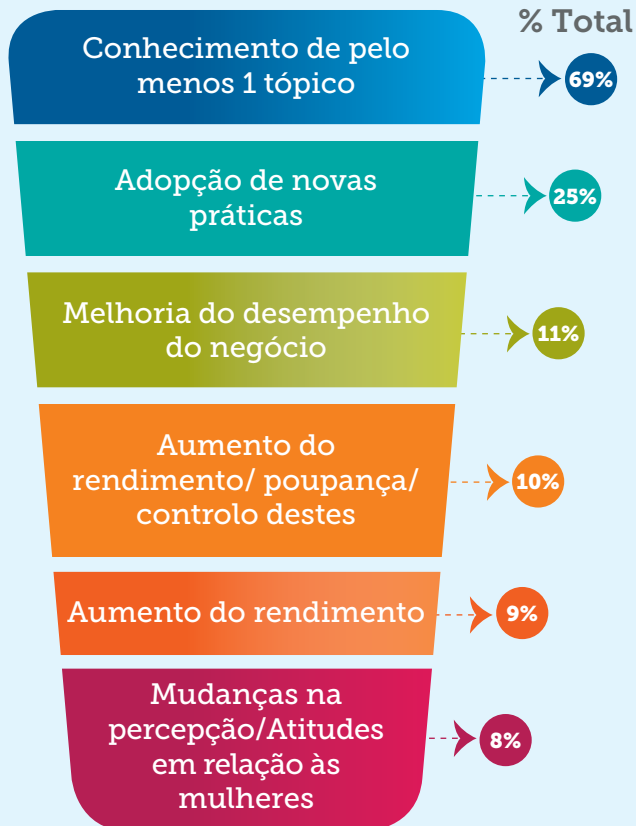 % Total
Conhecimento de pelo
menos 1 tópico
69%
Adopção de novas
práticas
25%
Melhoria do desempenho
do negócio
11%
Aumento do
rendimento/ poupança/
controlo destes
10%
Aumento do rendimento
9%
Mudanças na
percepção/Atitudes
em relação às
mulheres
8%